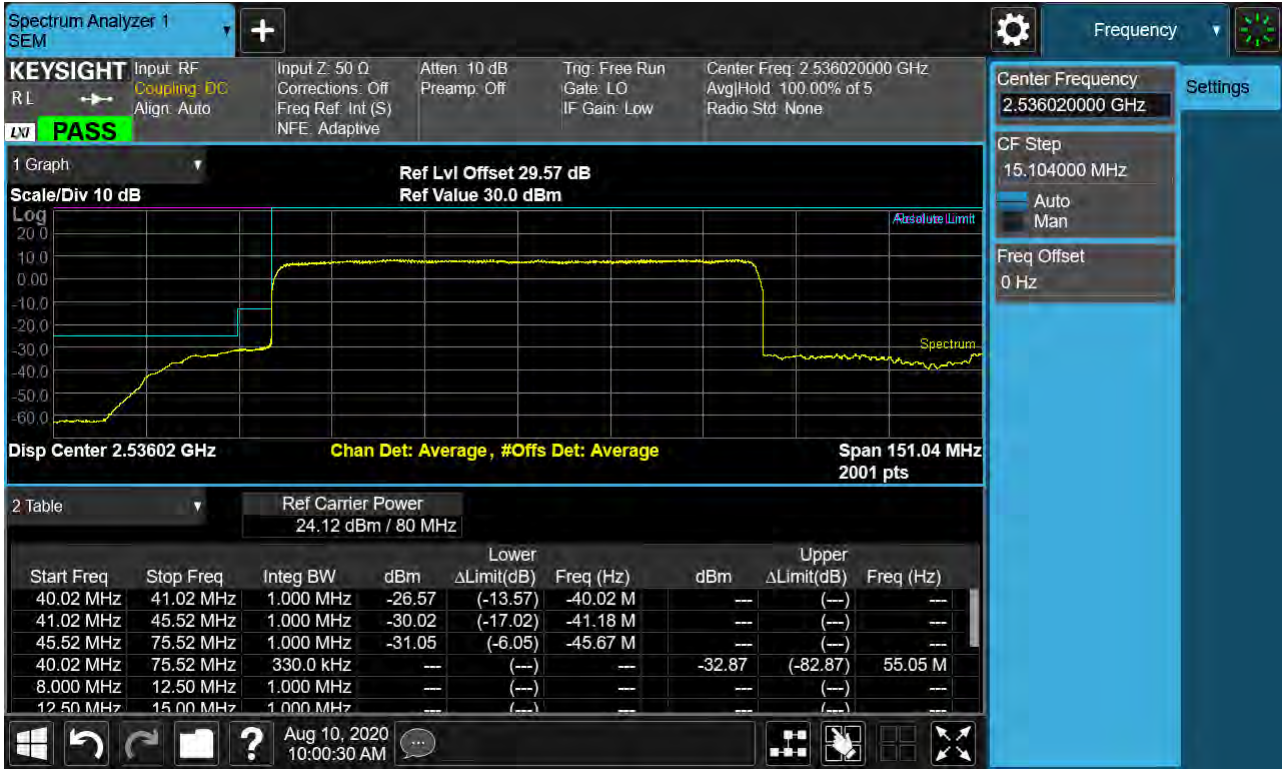 Spectrum Analyzer 1
SEM
Frequency
KEYSIGHT
RL
LXI
PASS
Input: RF
Coupling: DC
Align: Auto
Input Z: 50 Ω
Corrections: Off
Freq Ref: Int (S)
NFE: Adaptive
Atten: 10 dB
Preamp: Off
Trig: Free Run
Gate: LO
IF Gain: Low
Center Freq: 2.536020000 GHz
Avg|Hold: 100.00% of 5
Radio Std: None
Center Frequency
2.536020000 GHz
Settings
CF Step
15.104000 MHz
Auto
Man
Freq Offset
0 Hz
1 Graph
Scale/Div 10 dB
Ref Lvl Offset 29.57 dB
Ref Value 30.0 dBm
Log
Absolute Limit
20.0
10.0
0.00
-10.0
-20.0
-30.0
-40.0
-50.0
-60.0
Spectrum
Disp Center 2.53602 GHz
Chan Det: Average, #Offs Det: Average
Span 151.04 MHz
2001 pts
2 Table
Ref Carrier Power
24.12 dBm / 80 MHz
Lower Upper
Start Freq Stop Freq Integ BW dBm ΔLimit(dB) Freq (Hz) dBm ΔLimit(dB) Freq (Hz)
40.02 MHz 41.02 MHz 1.000 MHz -26.57 (-13.57) -40.02 M --- (---) ---
41.02 MHz 45.52 MHz 1.000 MHz -30.02 (-17.02) -41.18 M --- (---) ---
45.52 MHz 75.52 MHz 1.000 MHz -31.05 (-6.05) -45.67 M --- (---) ---
40.02 MHz 75.52 MHz 330.0 kHz --- (---) --- -32.87 (-82.87) 55.05 M
8.000 MHz 12.50 MHz 1.000 MHz --- (---) --- --- (---) ---
12.50 MHz 15.00 MHz 1.000 MHz --- (---) --- --- (---) ---
Aug 10, 2020
10:00:30 AM